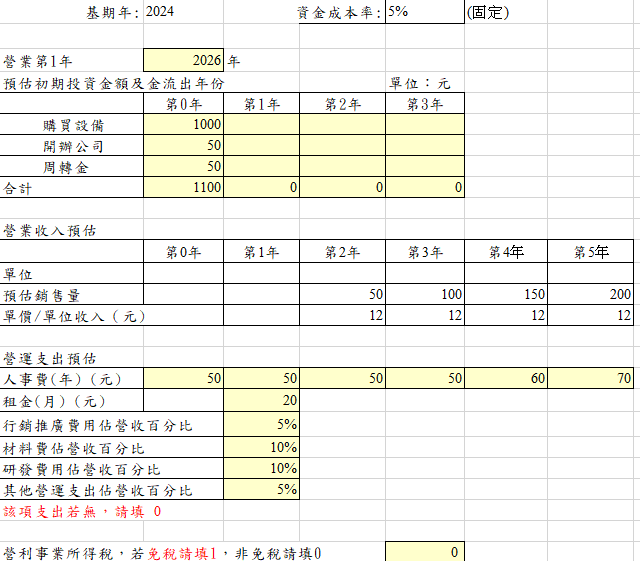 基期年: 2024 資金成本率: 5% (固定)
營業第1年 2026 年
預估初期投資金額及金流出年份 單位：元
第0年 第1年 第2年 第3年
購買設備 1000
開辦公司 50
周轉金 50
合計 1100 0 0 0
營業收入預估
第0年 第1年 第2年 第3年 第4年 第5年
單位
預估銷售量 50 100 150 200
單價/單位收入（元） 12 12 12 12
營運支出預估
人事費(年)（元） 50 50 50 50 60 70
租金(月)（元） 20
行銷推廣費用佔營收百分比 5%
材料費佔營收百分比 10%
研發費用佔營收百分比 10%
其他營運支出佔營收百分比 5%
該項支出若無，請填 0
營利事業所得稅，若免稅請填1，非免稅請填0 0